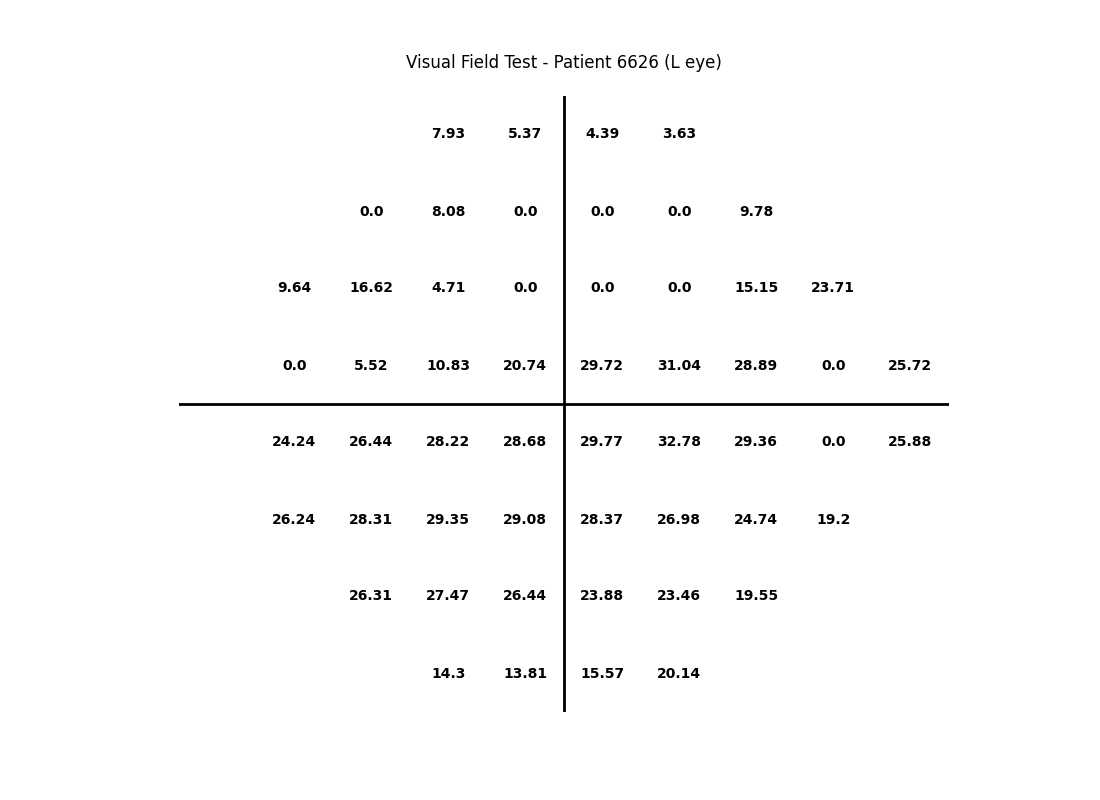 Visual Field Test - Patient 6626 (L eye)
7.93 5.37 4.39 3.63
0.0 8.08 0.0 0.0 0.0 9.78
9.64 16.62 4.71 0.0 0.0 0.0 15.15 23.71
0.0 5.52 10.83 20.74 29.72 31.04 28.89 0.0 25.72
24.24 26.44 28.22 28.68 29.77 32.78 29.36 0.0 25.88
26.24 28.31 29.35 29.08 28.37 26.98 24.74 19.2
26.31 27.47 26.44 23.88 23.46 19.55
14.3 13.81 15.57 20.14